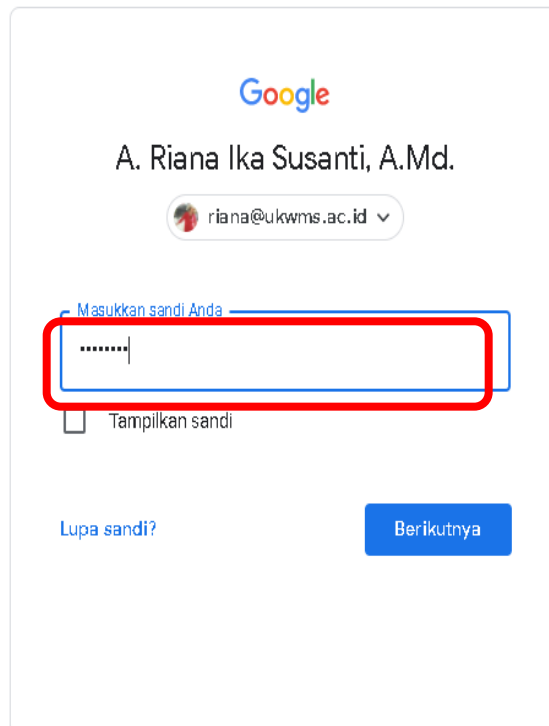 Google
A. Riana Ika Susanti, A.Md.
riana@ukwms.ac.id
Masukkan sandi Anda
••••••••
Tampilkan sandi
Lupa sandi?
Berikutnya